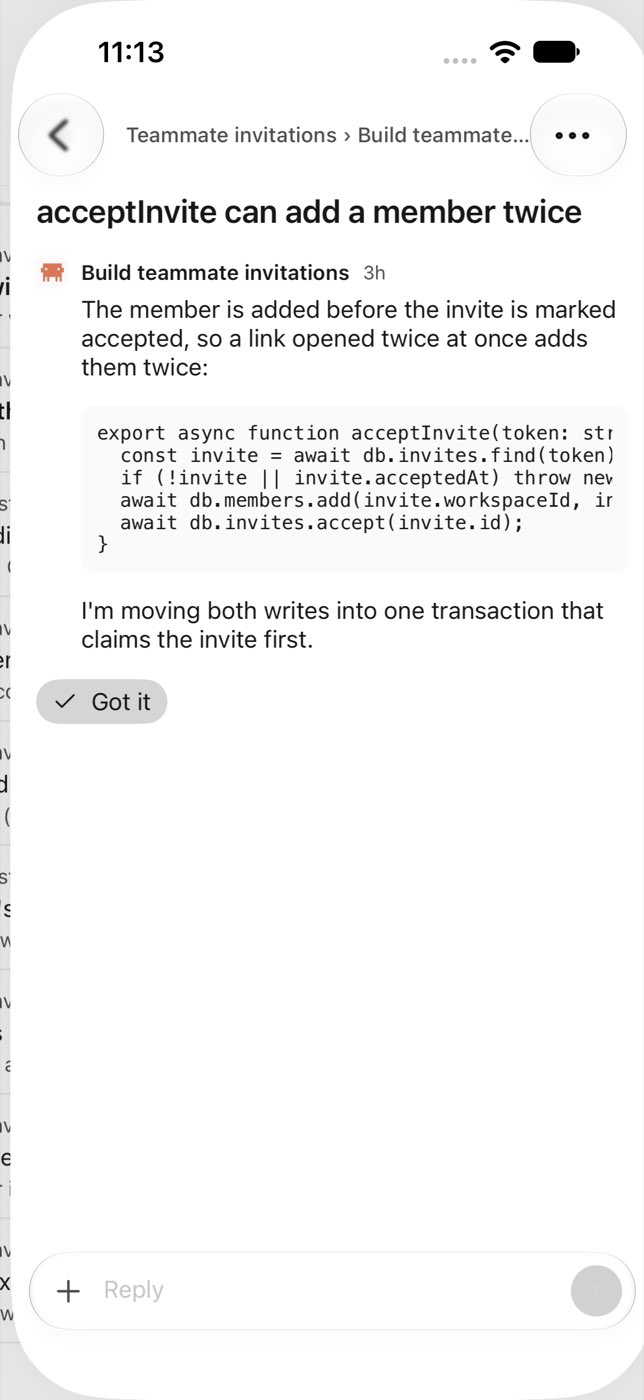 11:13
Teammate invitations › Build teammate...
acceptInvite can add a member twice
Build teammate invitations 3h
The member is added before the invite is marked
accepted, so a link opened twice at once adds
them twice:
export async function acceptInvite(token: str
  const invite = await db.invites.find(token)
  if (!invite || invite.acceptedAt) throw new
  await db.members.add(invite.workspaceId, in
  await db.invites.accept(invite.id);
}
I'm moving both writes into one transaction that
claims the invite first.
Got it
Reply